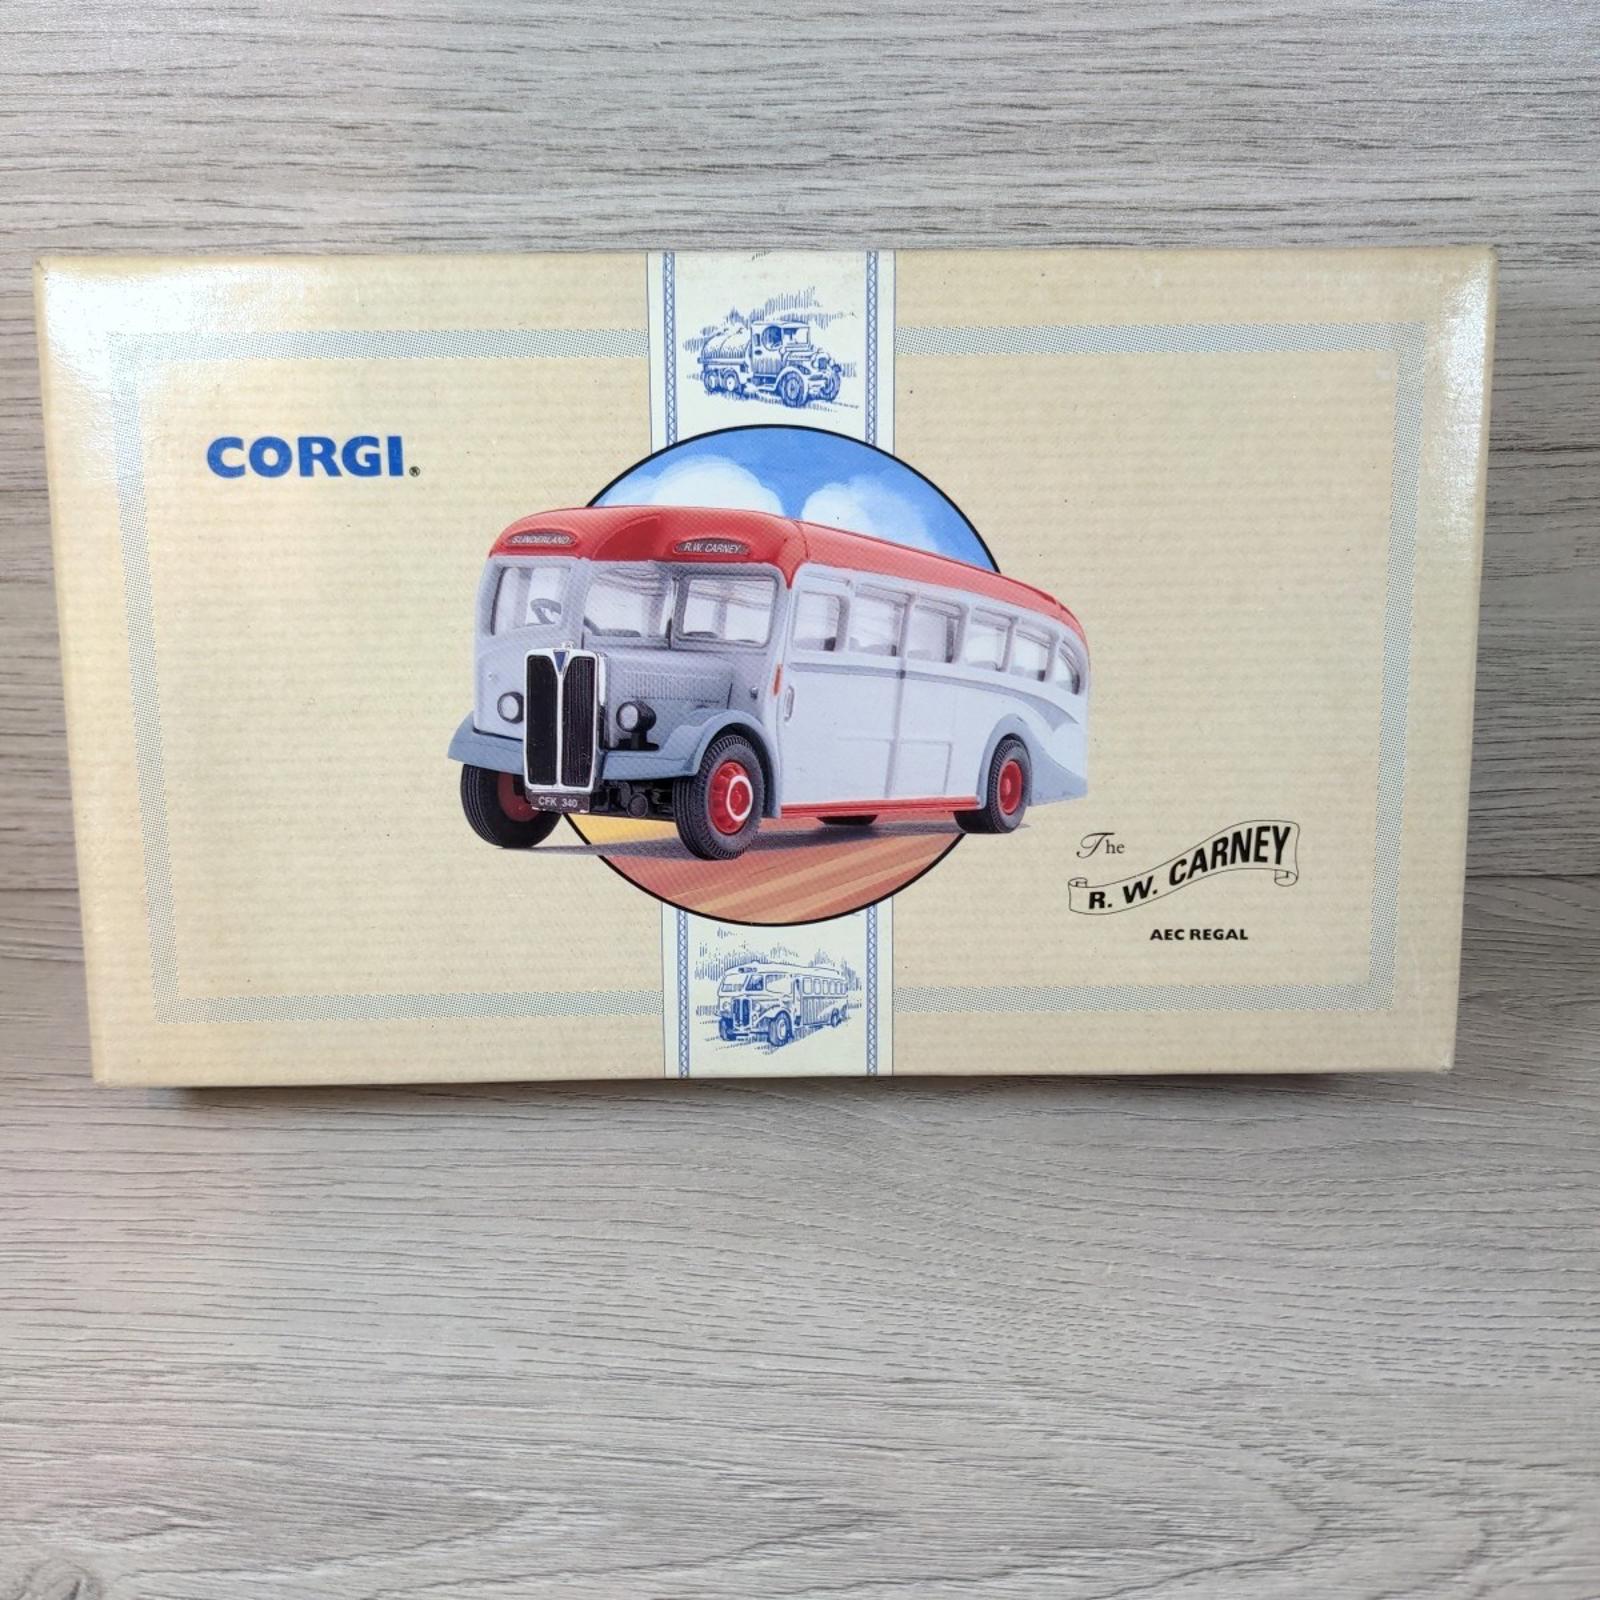 CORGI®
SUNDERLAND
R.W. CARNEY
CFK 340
The
R. W. CARNEY
AEC REGAL